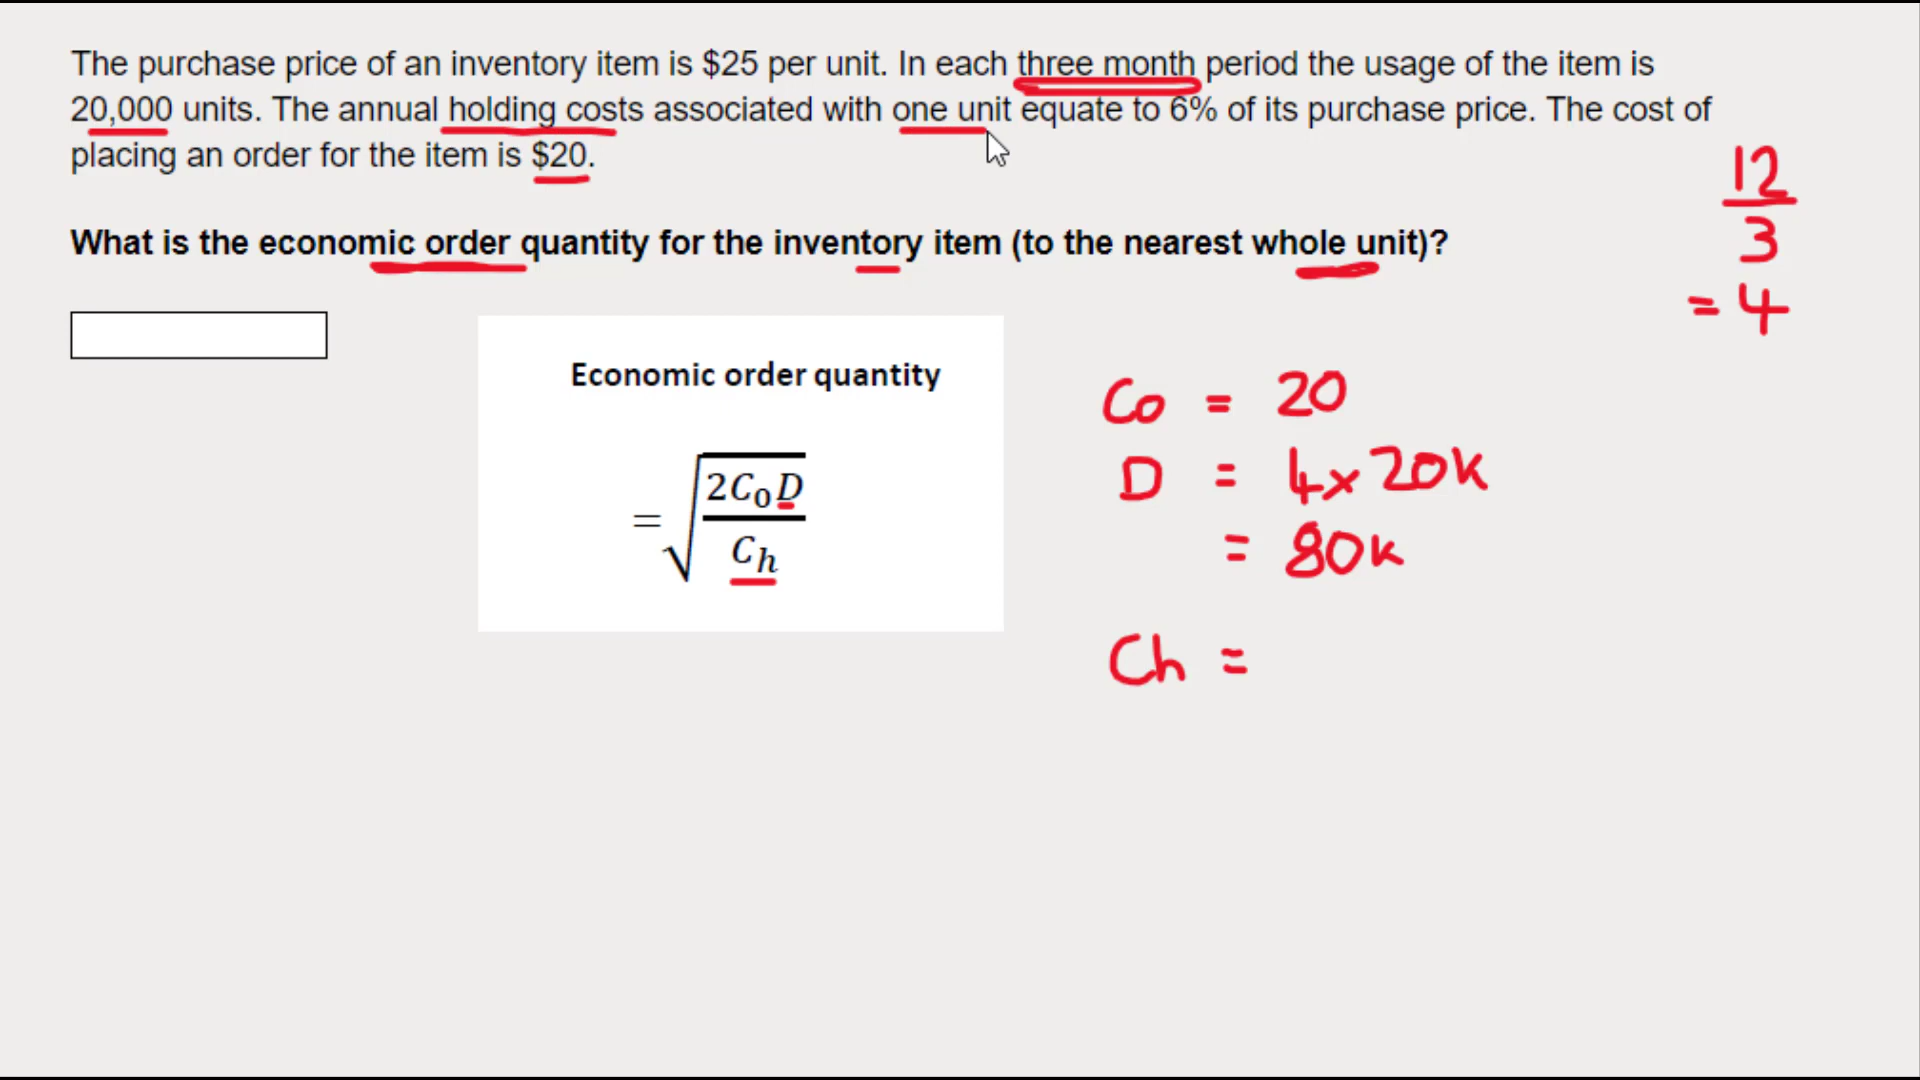 The purchase price of an inventory item is $25 per unit. In each three month period the usage of the item is
20,000 units. The annual holding costs associated with one unit equate to 6% of its purchase price. The cost of
placing an order for the item is $20.
What is the economic order quantity for the inventory item (to the nearest whole unit)?
12
3
= 4
Economic order quantity
= √
2C₀D
Cₕ
Co = 20
D = 4x20k
= 80k
Ch =